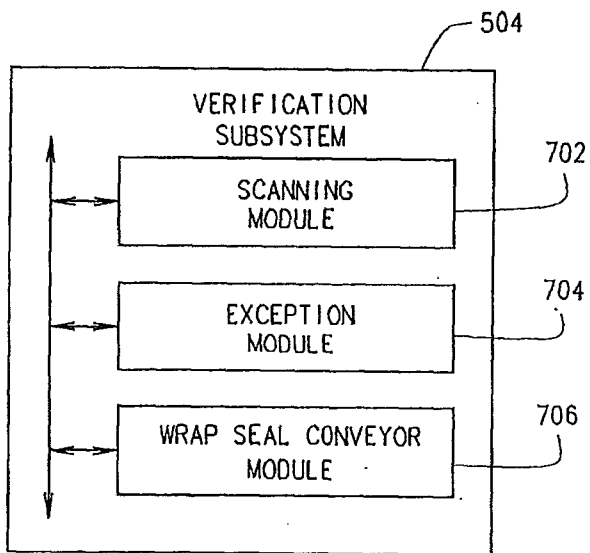 504
VERIFICATION
SUBSYSTEM
702
SCANNING
MODULE
704
EXCEPTION
MODULE
706
WRAP SEAL CONVEYOR
MODULE